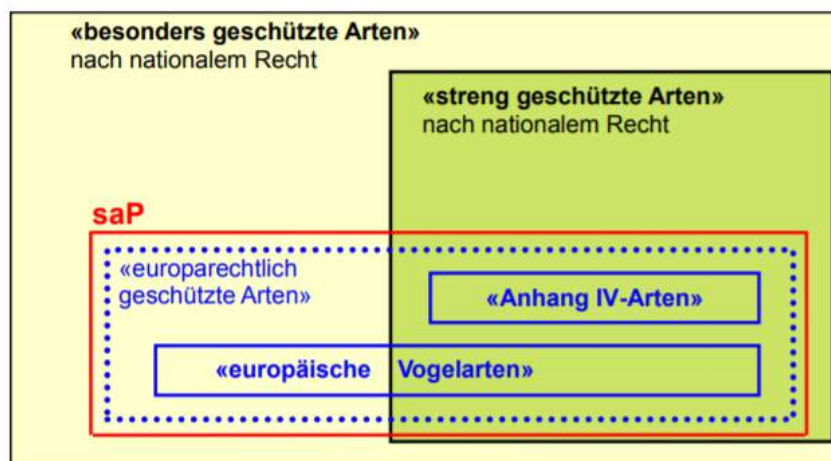 «besonders geschützte Arten»
nach nationalem Recht
«streng geschützte Arten»
nach nationalem Recht
saP
«europarechtlich
geschützte Arten»
«Anhang IV-Arten»
«europäische Vogelarten»